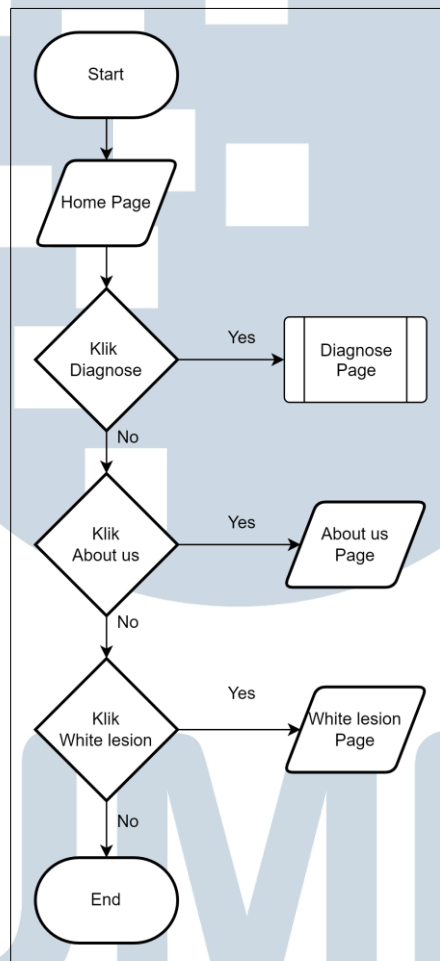 Start
Home Page
Klik
Diagnose
Yes
Diagnose
Page
No
Klik
About us
Yes
About us
Page
No
Klik
White lesion
Yes
White lesion
Page
No
End